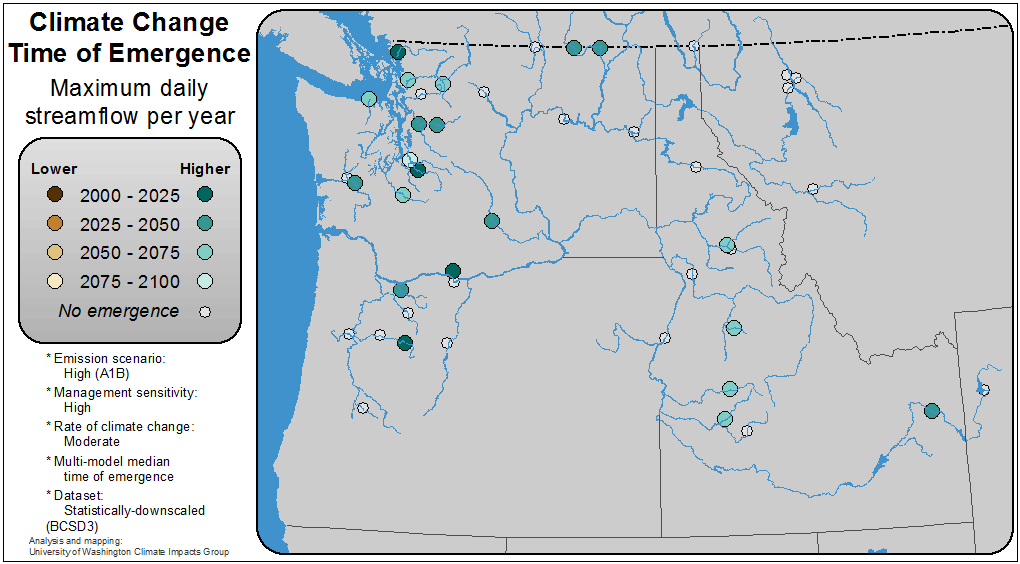 Climate Change
Time of Emergence
Maximum daily
streamflow per year
Lower Higher
2000 - 2025
2025 - 2050
2050 - 2075
2075 - 2100
No emergence
* Emission scenario:
High (A1B)
* Management sensitivity:
High
* Rate of climate change:
Moderate
* Multi-model median
time of emergence
* Dataset:
Statistically-downscaled
(BCSD3)
Analysis and mapping:
University of Washington Climate Impacts Group